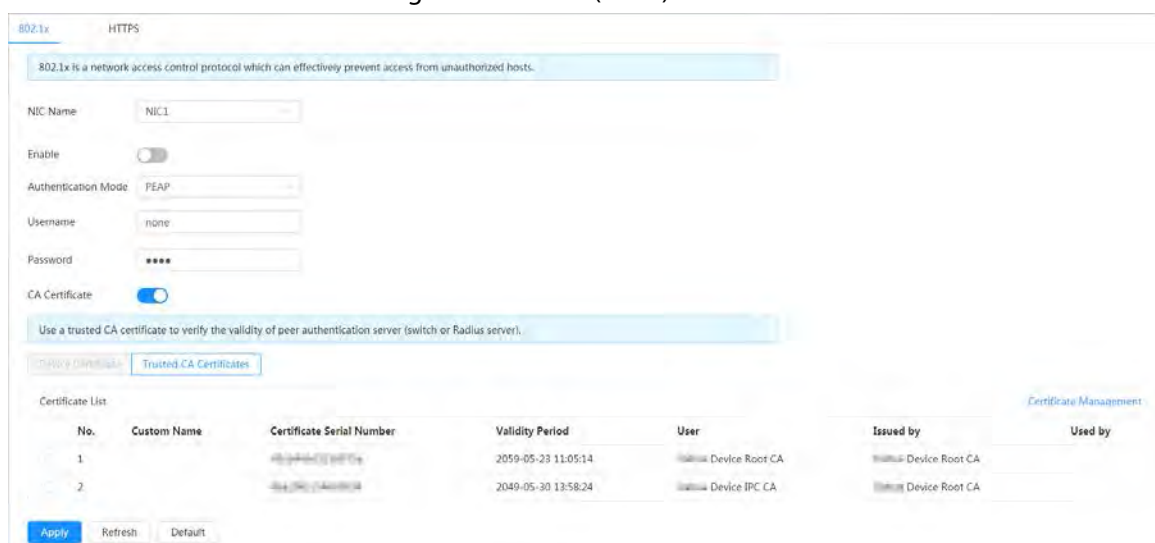 802.1x HTTPS
802.1x is a network access control protocol which can effectively prevent access from unauthorized hosts.
NIC Name NIC1
Enable
Authentication Mode PEAP
Username none
Password ••••
CA Certificate
Use a trusted CA certificate to verify the validity of peer authentication server (switch or Radius server).
Device Certificate Trusted CA Certificates
Certificate List Certificate Management
No. Custom Name Certificate Serial Number Validity Period User Issued by Used by
1 2059-05-23 11:05:14 Device Root CA Device Root CA
2 2049-05-30 13:58:24 Device IPC CA Device Root CA
Apply Refresh Default